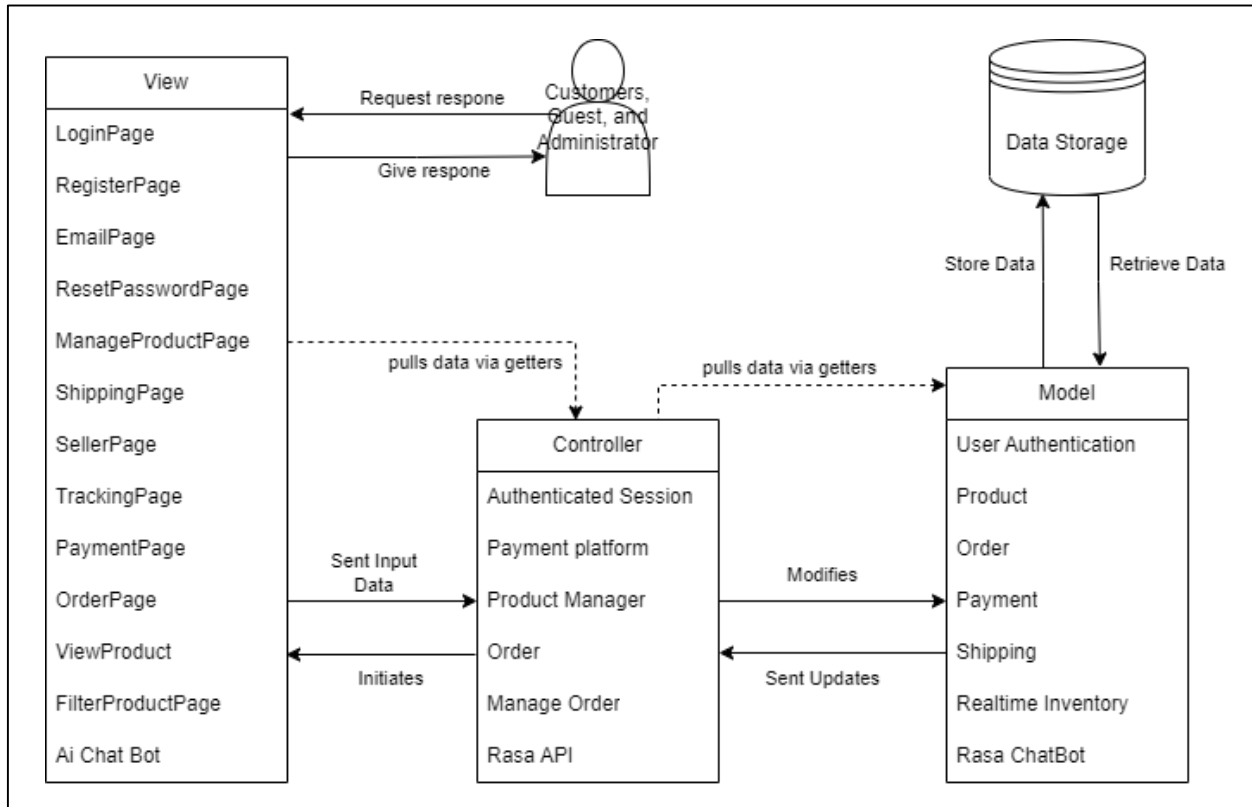 View
LoginPage
RegisterPage
EmailPage
ResetPasswordPage
ManageProductPage
ShippingPage
SellerPage
TrackingPage
PaymentPage
OrderPage
ViewProduct
FilterProductPage
Ai Chat Bot
Request respone
Give respone
Customers,
Guest, and
Administrator
Data Storage
Store Data
Retrieve Data
pulls data via getters
pulls data via getters
Sent Input
Data
Initiates
Controller
Authenticated Session
Payment platform
Product Manager
Order
Manage Order
Rasa API
Modifies
Sent Updates
Model
User Authentication
Product
Order
Payment
Shipping
Realtime Inventory
Rasa ChatBot